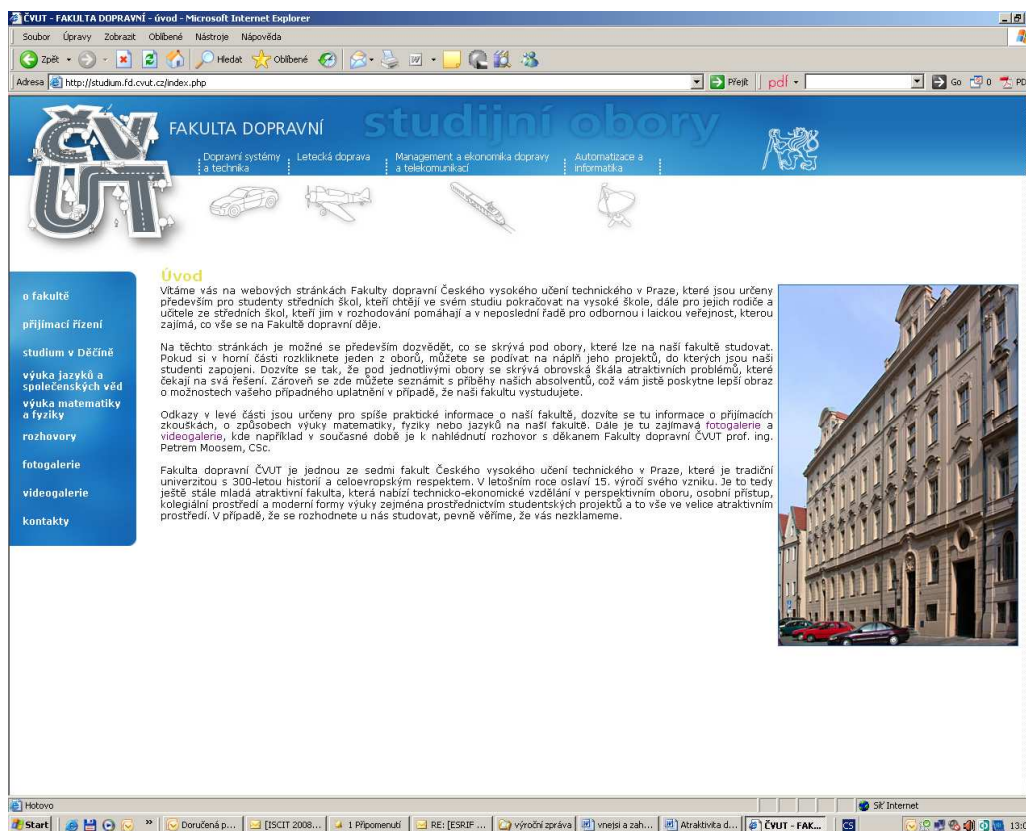 ČVUT - FAKULTA DOPRAVNÍ - úvod - Microsoft Internet Explorer
Soubor Úpravy Zobrazit Oblíbené Nástroje Nápověda
Zpět Hledat Oblíbené
Adresa http://studium.fd.cvut.cz/index.php Přejít pdf Go 0 PD
ČVUT
FAKULTA DOPRAVNÍ studijní obory
Dopravní systémy Letecká doprava Management a ekonomika dopravy Automatizace a
a technika a telekomunikací informatika
o fakultě
přijímací řízení
studium v Děčíně
výuka jazyků a
společenských věd
výuka matematiky
a fyziky
rozhovory
fotogalerie
videogalerie
kontakty
Úvod
Vítáme vás na webových stránkách Fakulty dopravní Českého vysokého učení technického v Praze, které jsou určeny
především pro studenty středních škol, kteří chtějí ve svém studiu pokračovat na vysoké škole, dále pro jejich rodiče a
učitele ze středních škol, kteří jim v rozhodování pomáhají a v neposlední řadě pro odbornou i laickou veřejnost, kterou
zajímá, co vše se na Fakultě dopravní děje.
Na těchto stránkách je možné se především dozvědět, co se skrývá pod obory, které lze na naší fakultě studovat.
Pokud si v horní části rozkliknete jeden z oborů, můžete se podívat na náplň jeho projektů, do kterých jsou naši
studenti zapojeni. Dozvíte se tak, že pod jednotlivými obory se skrývá obrovská škála atraktivních problémů, které
čekají na svá řešení. Zároveň se zde můžete seznámit s příběhy našich absolventů, což vám jistě poskytne lepší obraz
o možnostech vašeho případného uplatnění v případě, že naši fakultu vystudujete.
Odkazy v levé části jsou určeny pro spíše praktické informace o naší fakultě, dozvíte se tu informace o přijímacích
zkouškách, o způsobech výuky matematiky, fyziky nebo jazyků na naší fakultě. Dále je tu zajímavá fotogalerie a
videogalerie, kde například v současné době je k nahlédnutí rozhovor s děkanem Fakulty dopravní ČVUT prof. ing.
Petrem Moosem, CSc.
Fakulta dopravní ČVUT je jednou ze sedmi fakult Českého vysokého učení technického v Praze, které je tradiční
univerzitou s 300-letou historií a celoevropským respektem. V letošním roce oslaví 15. výročí svého vzniku. Je to tedy
ještě stále mladá atraktivní fakulta, která nabízí technicko-ekonomické vzdělání v perspektivním oboru, osobní přístup,
kolegiální prostředí a moderní formy výuky zejména prostřednictvím studentských projektů a to vše ve velice atraktivním
prostředí. V případě, že se rozhodnete u nás studovat, pevně věříme, že vás nezklameme.
Hotovo Síť Internet
Start » Doručená p... [ISCIT 2008... 1 Připomenutí RE: [ESRIF ... výroční zpráva vnejsi a zah... Atraktivita d... ČVUT - FAK... CS